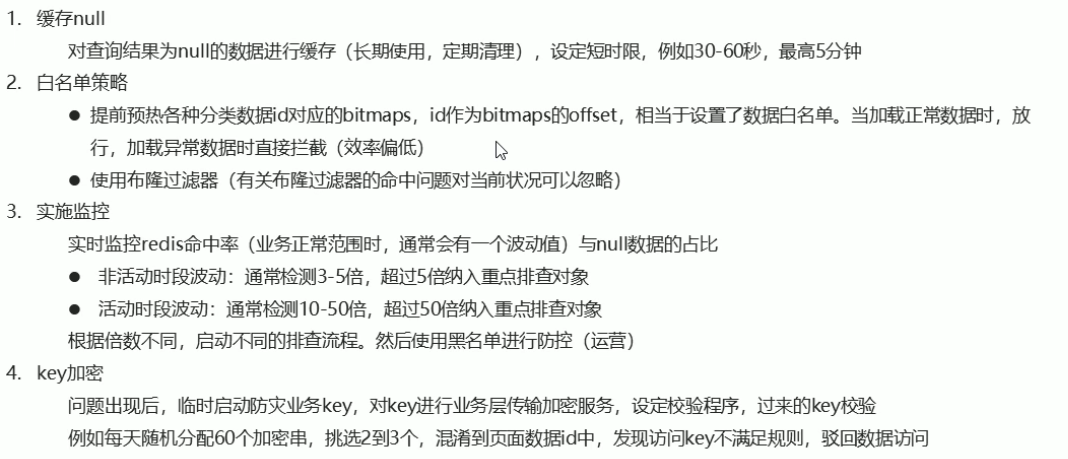 1. 缓存null
对查询结果为null的数据进行缓存（长期使用，定期清理），设定短时限，例如30-60秒，最高5分钟
2. 白名单策略
● 提前预热各种分类数据id对应的bitmaps，id作为bitmaps的offset，相当于设置了数据白名单。当加载正常数据时，放
行，加载异常数据时直接拦截（效率偏低）
● 使用布隆过滤器（有关布隆过滤器的命中问题对当前状况可以忽略）
3. 实施监控
实时监控redis命中率（业务正常范围时，通常会有一个波动值）与null数据的占比
● 非活动时段波动：通常检测3-5倍，超过5倍纳入重点排查对象
● 活动时段波动：通常检测10-50倍，超过50倍纳入重点排查对象
根据倍数不同，启动不同的排查流程。然后使用黑名单进行防控（运营）
4. key加密
问题出现后，临时启动防灾业务key，对key进行业务层传输加密服务，设定校验程序，过来的key校验
例如每天随机分配60个加密串，挑选2到3个，混淆到页面数据id中，发现访问key不满足规则，驳回数据访问